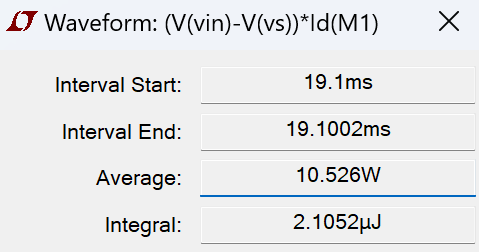 Waveform: (V(vin)-V(vs))*Id(M1)
Interval Start: 19.1ms
Interval End: 19.1002ms
Average: 10.526W
Integral: 2.1052µJ